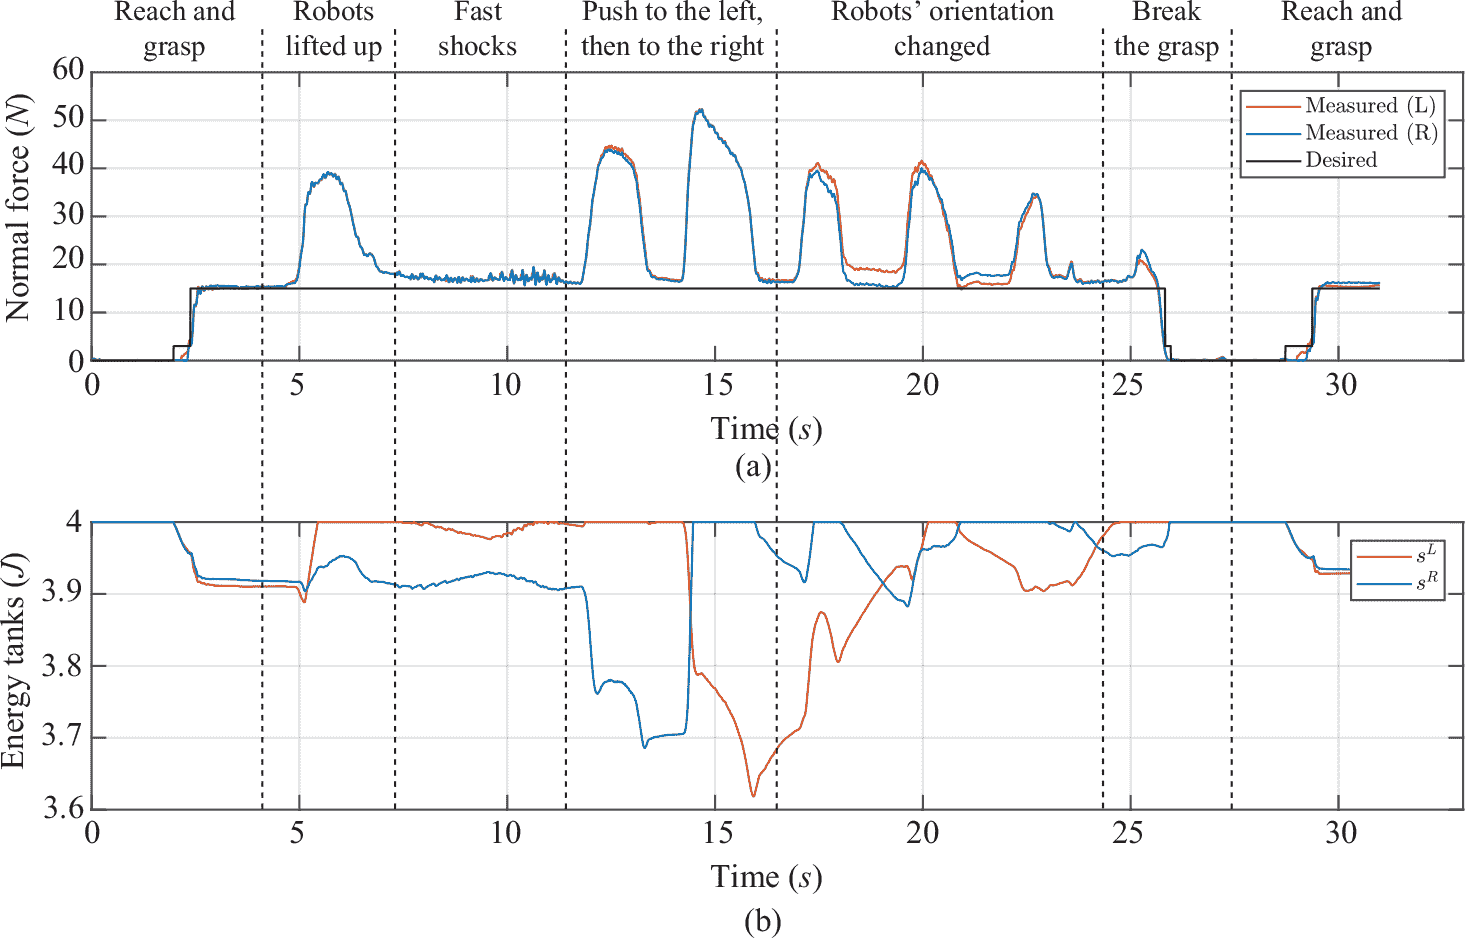 Reach and grasp
Robots lifted up
Fast shocks
Push to the left, then to the right
Robots' orientation changed
Break the grasp
Reach and grasp
Normal force (N)
60
50
40
30
20
10
0
Measured (L)
Measured (R)
Desired
0 5 10 15 20 25 30
Time (s)
(a)
Energy tanks (J)
4
3.9
3.8
3.7
3.6
s^L
s^R
0 5 10 15 20 25 30
Time (s)
(b)